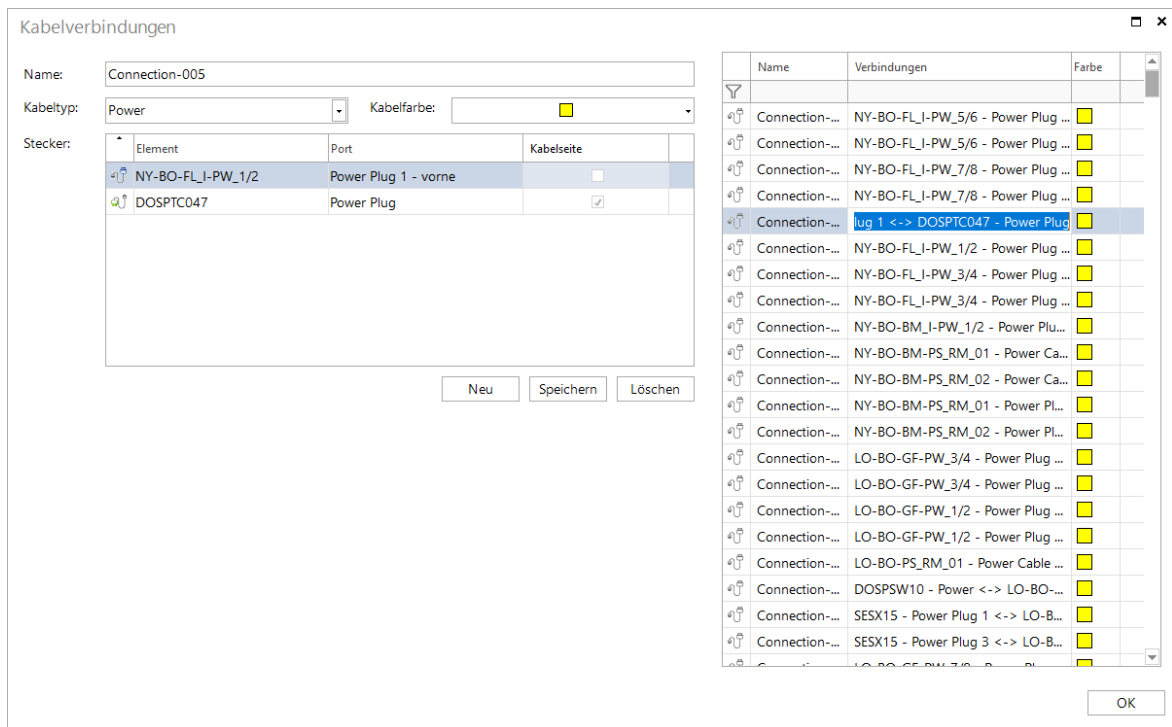 Kabelverbindungen
Name: Connection-005
Kabeltyp: Power Kabelfarbe:
Stecker: Element Port Kabelseite
NY-BO-FL_I-PW_1/2 Power Plug 1 - vorne
DOSPTC047 Power Plug
Neu Speichern Löschen
Name Verbindungen Farbe
Connection-... NY-BO-FL_I-PW_5/6 - Power Plug ...
Connection-... NY-BO-FL_I-PW_5/6 - Power Plug ...
Connection-... NY-BO-FL_I-PW_7/8 - Power Plug ...
Connection-... NY-BO-FL_I-PW_7/8 - Power Plug ...
Connection-... lug 1 <-> DOSPTC047 - Power Plug
Connection-... NY-BO-FL_I-PW_1/2 - Power Plug ...
Connection-... NY-BO-FL_I-PW_3/4 - Power Plug ...
Connection-... NY-BO-FL_I-PW_3/4 - Power Plug ...
Connection-... NY-BO-BM_I-PW_1/2 - Power Plu...
Connection-... NY-BO-BM-PS_RM_01 - Power Ca...
Connection-... NY-BO-BM-PS_RM_02 - Power Ca...
Connection-... NY-BO-BM-PS_RM_01 - Power Pl...
Connection-... NY-BO-BM-PS_RM_02 - Power Pl...
Connection-... LO-BO-GF-PW_3/4 - Power Plug ...
Connection-... LO-BO-GF-PW_3/4 - Power Plug ...
Connection-... LO-BO-GF-PW_1/2 - Power Plug ...
Connection-... LO-BO-GF-PW_1/2 - Power Plug ...
Connection-... LO-BO-PS_RM_01 - Power Cable ...
Connection-... DOSPSW10 - Power <-> LO-BO-...
Connection-... SESX15 - Power Plug 1 <-> LO-B...
Connection-... SESX15 - Power Plug 3 <-> LO-B...
OK